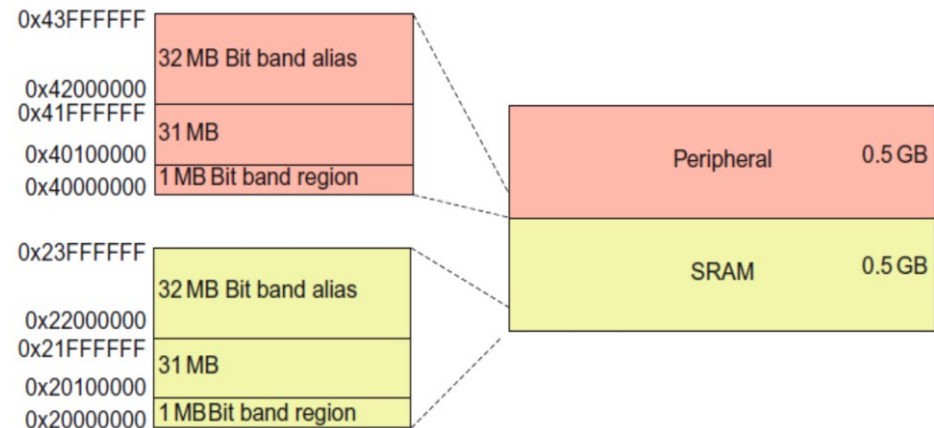 0x43FFFFFF
32 MB Bit band alias
0x42000000
0x41FFFFFF
31 MB
0x40100000
1 MB Bit band region
0x40000000
Peripheral 0.5 GB
0x23FFFFFF
32 MB Bit band alias
0x22000000
0x21FFFFFF
31 MB
0x20100000
1 MB Bit band region
0x20000000
SRAM 0.5 GB